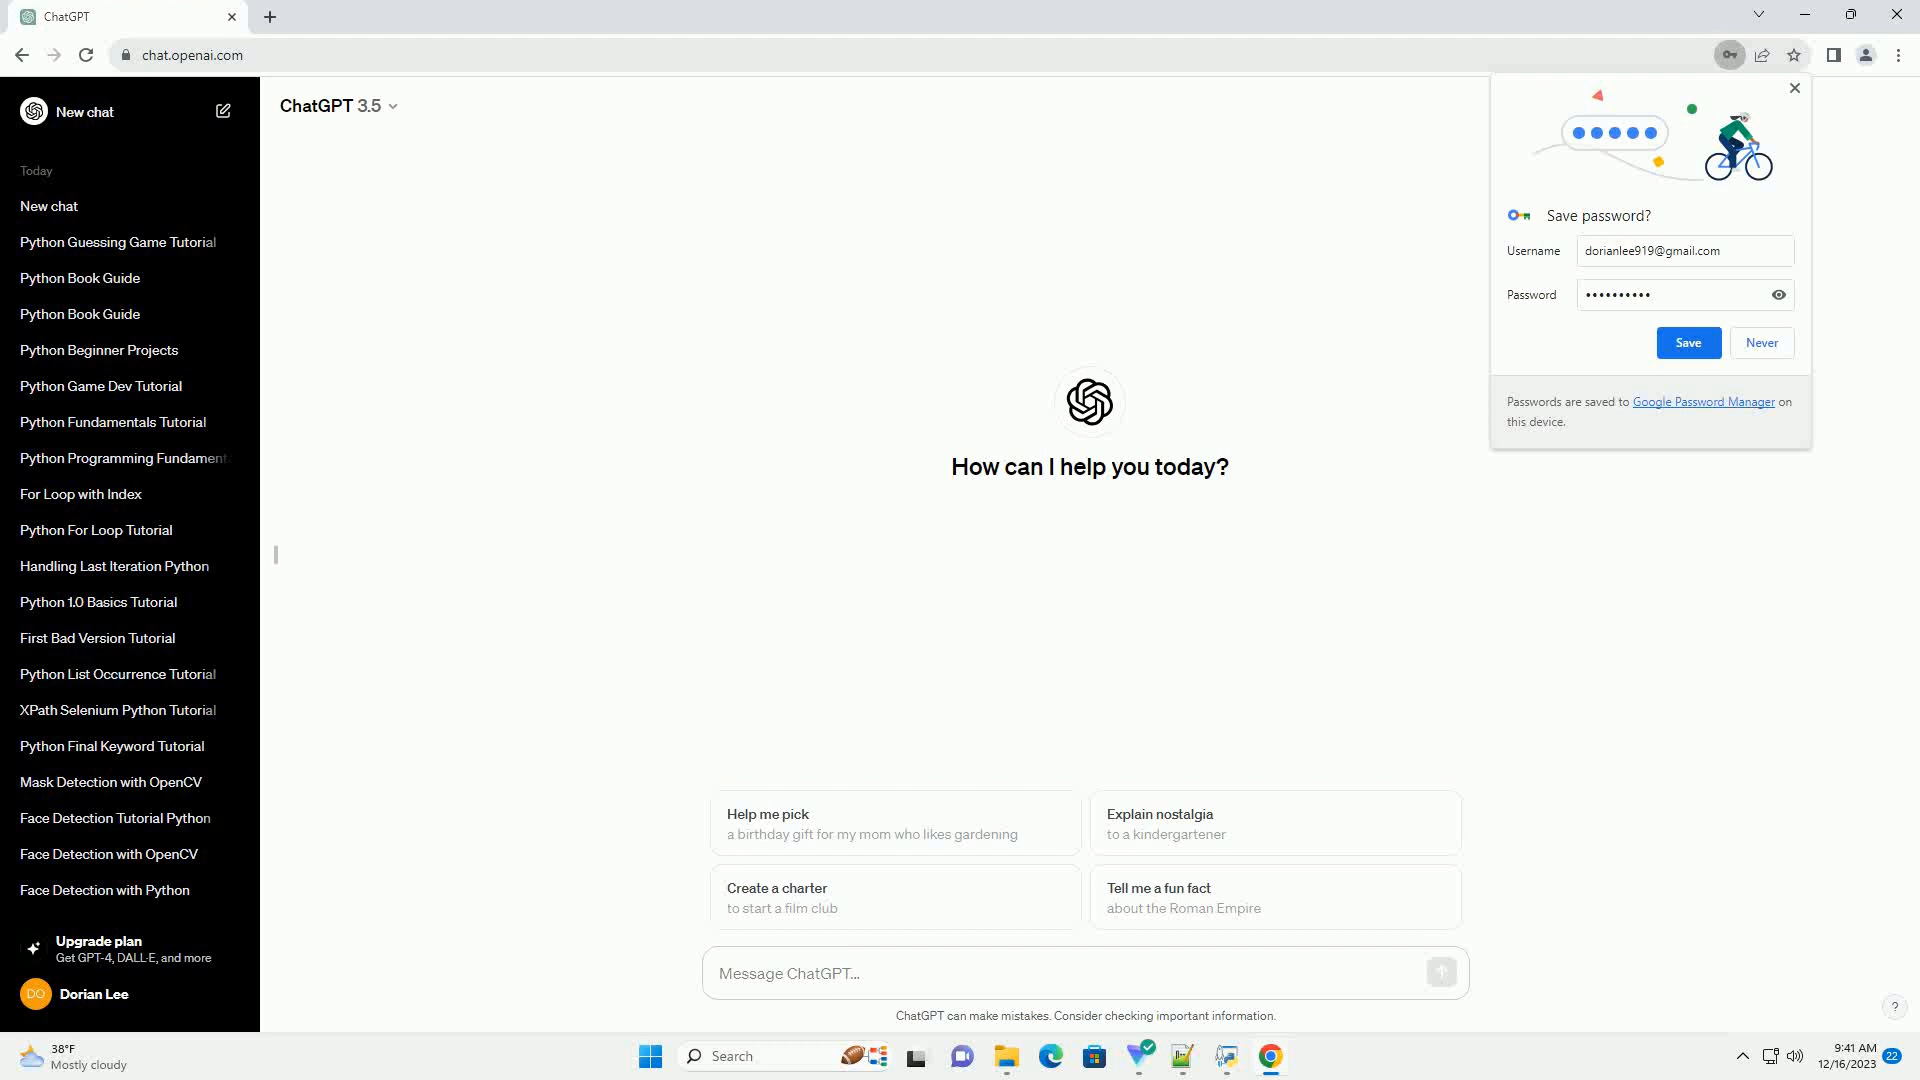 ChatGPT
chat.openai.com
New chat
Today
New chat
Python Guessing Game Tutorial
Python Book Guide
Python Book Guide
Python Beginner Projects
Python Game Dev Tutorial
Python Fundamentals Tutorial
Python Programming Fundament
For Loop with Index
Python For Loop Tutorial
Handling Last Iteration Python
Python 1.0 Basics Tutorial
First Bad Version Tutorial
Python List Occurrence Tutorial
XPath Selenium Python Tutorial
Python Final Keyword Tutorial
Mask Detection with OpenCV
Face Detection Tutorial Python
Face Detection with OpenCV
Face Detection with Python
Upgrade plan
Get GPT-4, DALL·E, and more
DO Dorian Lee
ChatGPT 3.5
How can I help you today?
Help me pick
a birthday gift for my mom who likes gardening
Explain nostalgia
to a kindergartener
Create a charter
to start a film club
Tell me a fun fact
about the Roman Empire
Message ChatGPT...
ChatGPT can make mistakes. Consider checking important information.
?
Save password?
Username dorianlee919@gmail.com
Password ••••••••••
Save Never
Passwords are saved to Google Password Manager on
this device.
38°F
Mostly cloudy
Search
9:41 AM
12/16/2023
22